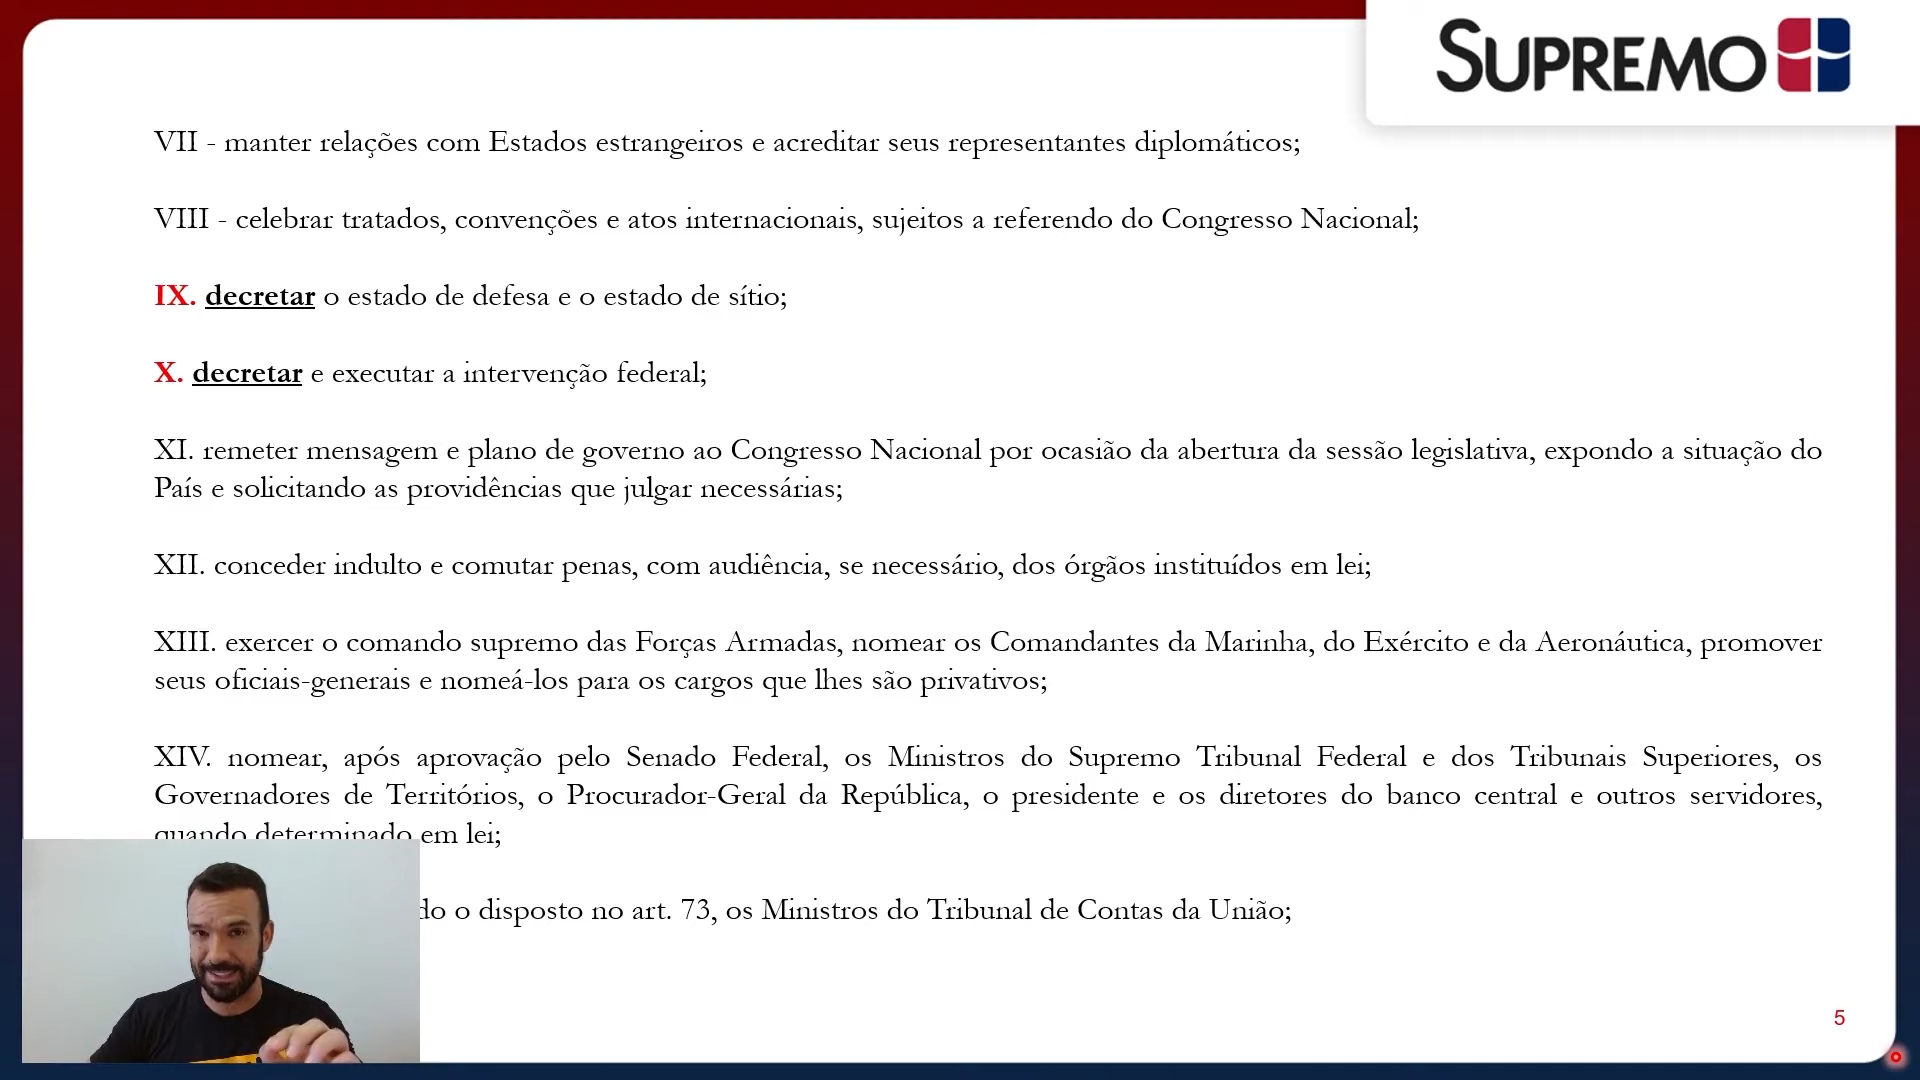 SUPREMO
VII - manter relações com Estados estrangeiros e acreditar seus representantes diplomáticos;
VIII - celebrar tratados, convenções e atos internacionais, sujeitos a referendo do Congresso Nacional;
IX. decretar o estado de defesa e o estado de sítio;
X. decretar e executar a intervenção federal;
XI. remeter mensagem e plano de governo ao Congresso Nacional por ocasião da abertura da sessão legislativa, expondo a situação do
País e solicitando as providências que julgar necessárias;
XII. conceder indulto e comutar penas, com audiência, se necessário, dos órgãos instituídos em lei;
XIII. exercer o comando supremo das Forças Armadas, nomear os Comandantes da Marinha, do Exército e da Aeronáutica, promover
seus oficiais-generais e nomeá-los para os cargos que lhes são privativos;
XIV. nomear, após aprovação pelo Senado Federal, os Ministros do Supremo Tribunal Federal e dos Tribunais Superiores, os
Governadores de Territórios, o Procurador-Geral da República, o presidente e os diretores do banco central e outros servidores,
quando determinado em lei;
o disposto no art. 73, os Ministros do Tribunal de Contas da União;
5